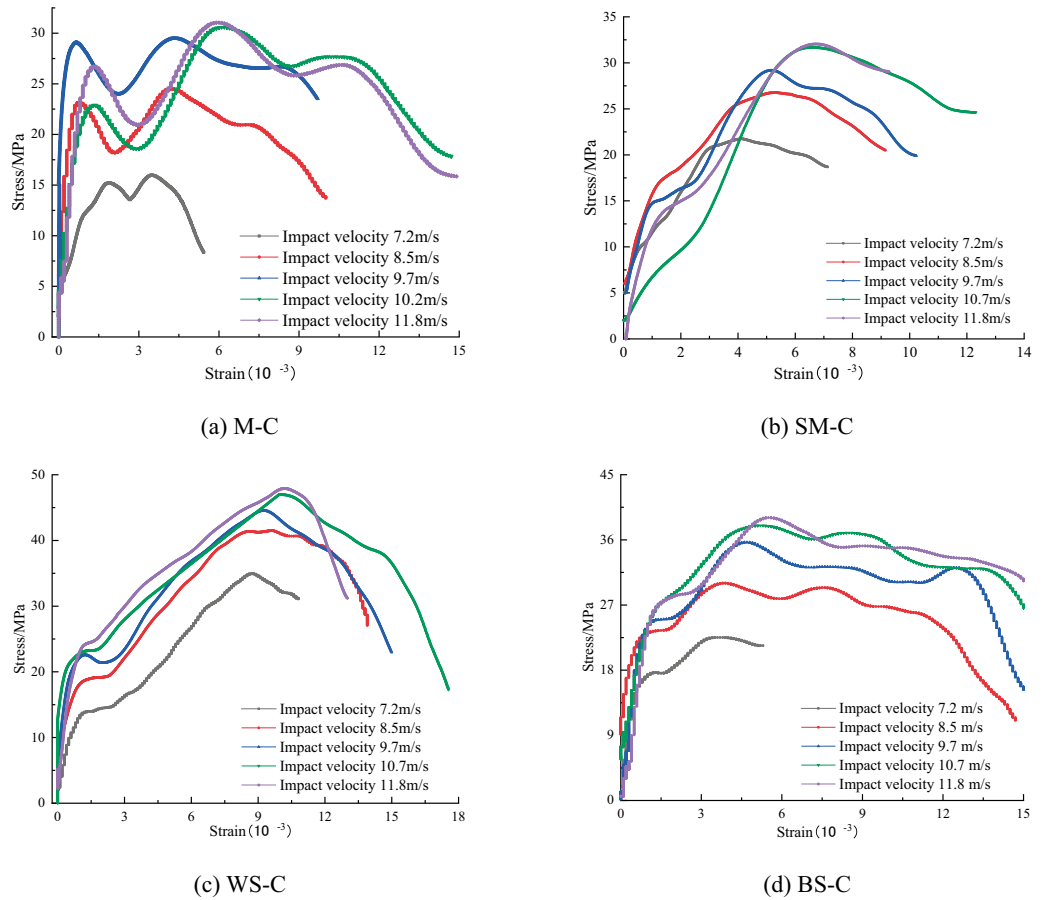 Stress/MPa
30
25
20
15
10
5
0
Impact velocity 7.2m/s
Impact velocity 8.5m/s
Impact velocity 9.7m/s
Impact velocity 10.2m/s
Impact velocity 11.8m/s
0 3 6 9 12 15
Strain(10 -3)
(a) M-C
Stress/MPa
35
30
25
20
15
10
5
0
Impact velocity 7.2m/s
Impact velocity 8.5m/s
Impact velocity 9.7m/s
Impact velocity 10.7m/s
Impact velocity 11.8m/s
0 2 4 6 8 10 12 14
Strain(10 -3)
(b) SM-C
Stress/MPa
50
40
30
20
10
0
Impact velocity 7.2m/s
Impact velocity 8.5m/s
Impact velocity 9.7m/s
Impact velocity 10.7m/s
Impact velocity 11.8m/s
0 3 6 9 12 15 18
Strain(10 -3)
(c) WS-C
Stress/MPa
45
36
27
18
9
0
Impact velocity 7.2 m/s
Impact velocity 8.5 m/s
Impact velocity 9.7 m/s
Impact velocity 10.7 m/s
Impact velocity 11.8 m/s
0 3 6 9 12 15
Strain(10 -3)
(d) BS-C